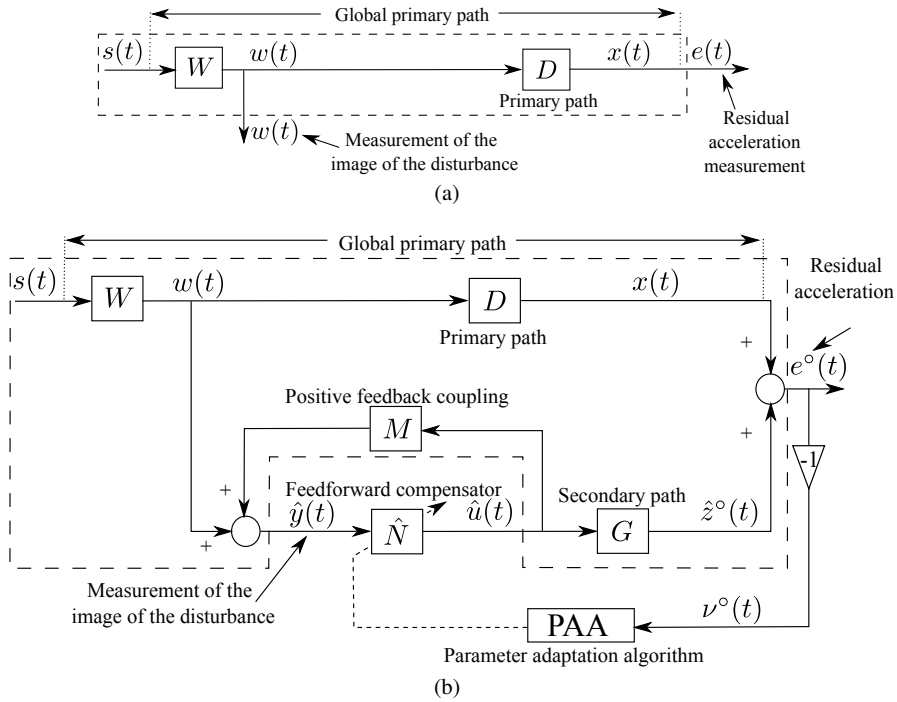 Global primary path
s(t)
W
w(t)
D
x(t)
e(t)
Primary path
w(t)
Measurement of the
image of the disturbance
Residual
acceleration
measurement
(a)
Global primary path
s(t)
W
w(t)
D
x(t)
Primary path
Residual
acceleration
+
e°(t)
Positive feedback coupling
M
+
-1
+
Feedforward compensator
Secondary path
ŷ(t)
N̂
û(t)
G
ẑ°(t)
+
Measurement of the
image of the disturbance
ν°(t)
PAA
Parameter adaptation algorithm
(b)